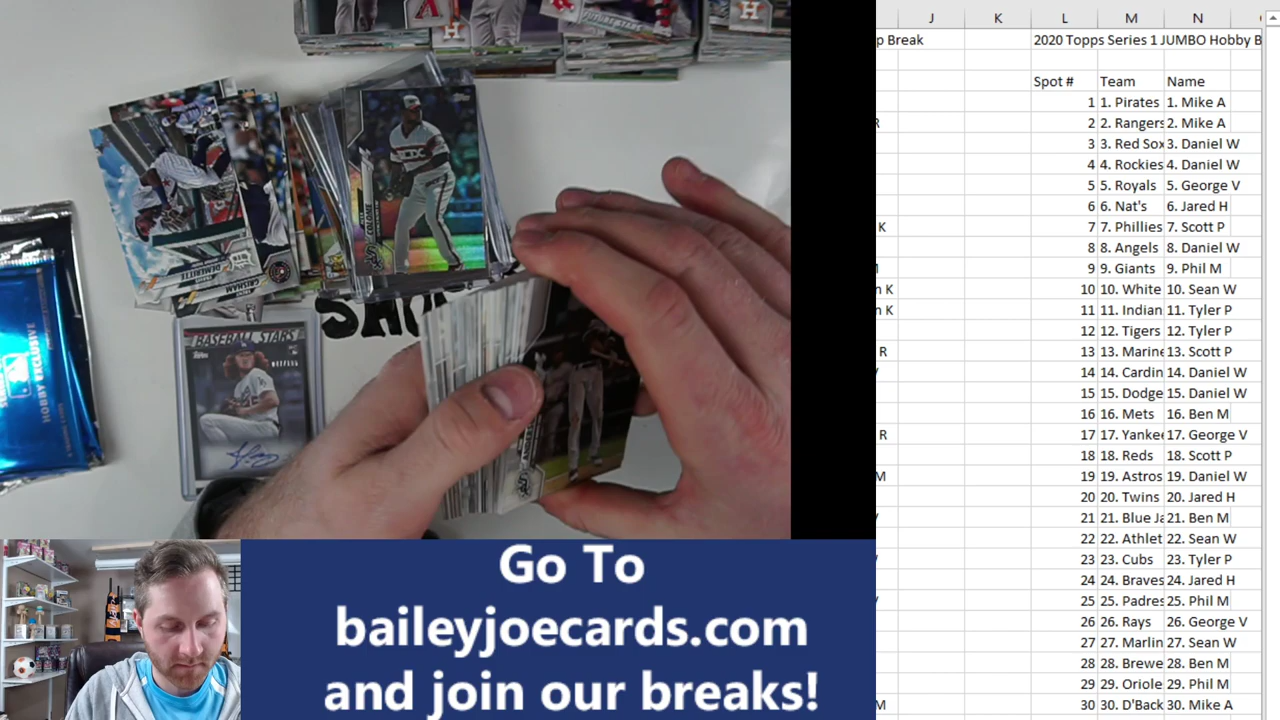 FUTURE STARS
Topps
COLOME
DEMERITTE
GRISHAM
BASEBALL STARS
Topps
HOBBY EXCLUSIVE
Go To
baileyjoecards.com
and join our breaks!
J K L M N
p Break 2020 Topps Series 1 JUMBO Hobby B
Spot # Team Name
1 1. Pirates 1. Mike A
R 2 2. Rangers 2. Mike A
3 3. Red Sox 3. Daniel W
4 4. Rockies 4. Daniel W
5 5. Royals 5. George V
6 6. Nat's 6. Jared H
K 7 7. Phillies 7. Scott P
8 8. Angels 8. Daniel W
M 9 9. Giants 9. Phil M
n K 10 10. White 10. Sean W
n K 11 11. Indian 11. Tyler P
12 12. Tigers 12. Tyler P
R 13 13. Marine 13. Scott P
14 14. Cardin 14. Daniel W
15 15. Dodge 15. Daniel W
16 16. Mets 16. Ben M
R 17 17. Yankee 17. George V
18 18. Reds 18. Scott P
M 19 19. Astros 19. Daniel W
20 20. Twins 20. Jared H
21 21. Blue Ja 21. Ben M
22 22. Athlet 22. Sean W
23 23. Cubs 23. Tyler P
24 24. Braves 24. Jared H
25 25. Padres 25. Phil M
26 26. Rays 26. George V
27 27. Marlin 27. Sean W
28 28. Brewe 28. Ben M
29 29. Oriole 29. Phil M
M 30 30. D'Back 30. Mike A